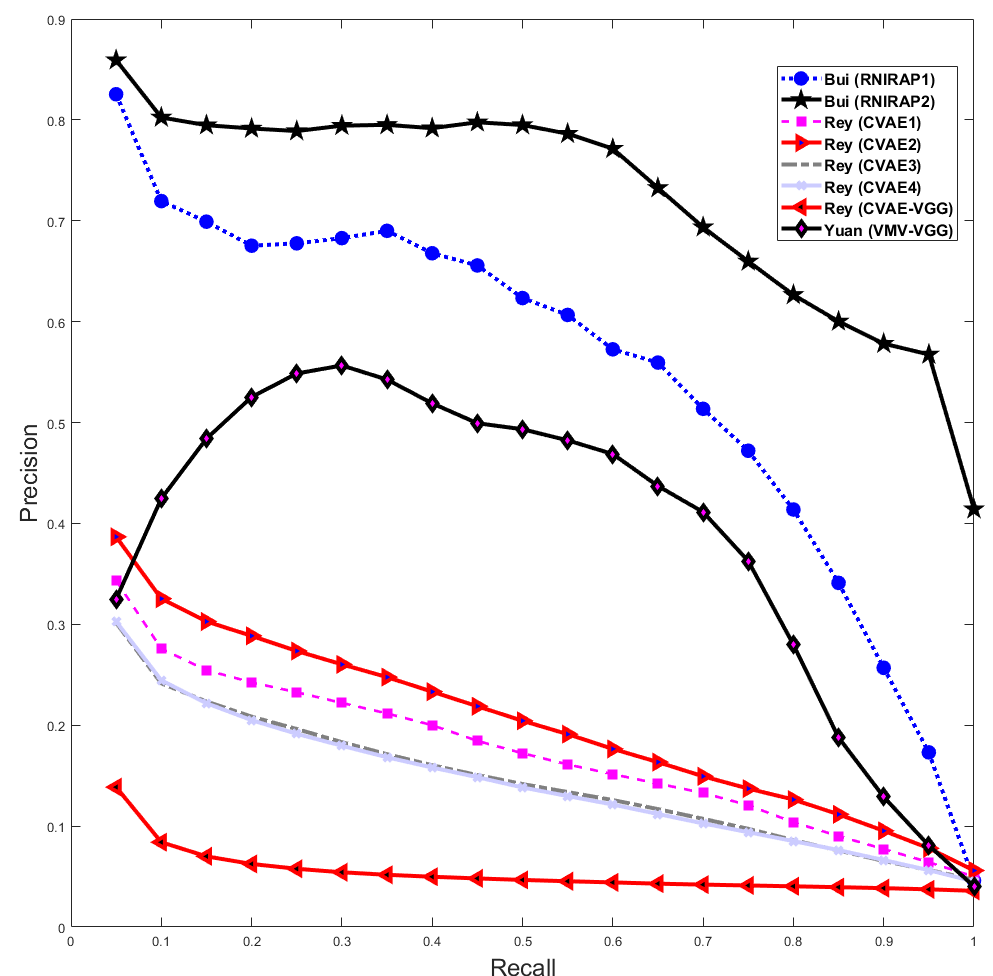 0.9
0.8
0.7
0.6
0.5
0.4
0.3
0.2
0.1
0
Precision
Bui (RNIRAP1)
Bui (RNIRAP2)
Rey (CVAE1)
Rey (CVAE2)
Rey (CVAE3)
Rey (CVAE4)
Rey (CVAE-VGG)
Yuan (VMV-VGG)
0 0.1 0.2 0.3 0.4 0.5 0.6 0.7 0.8 0.9 1
Recall